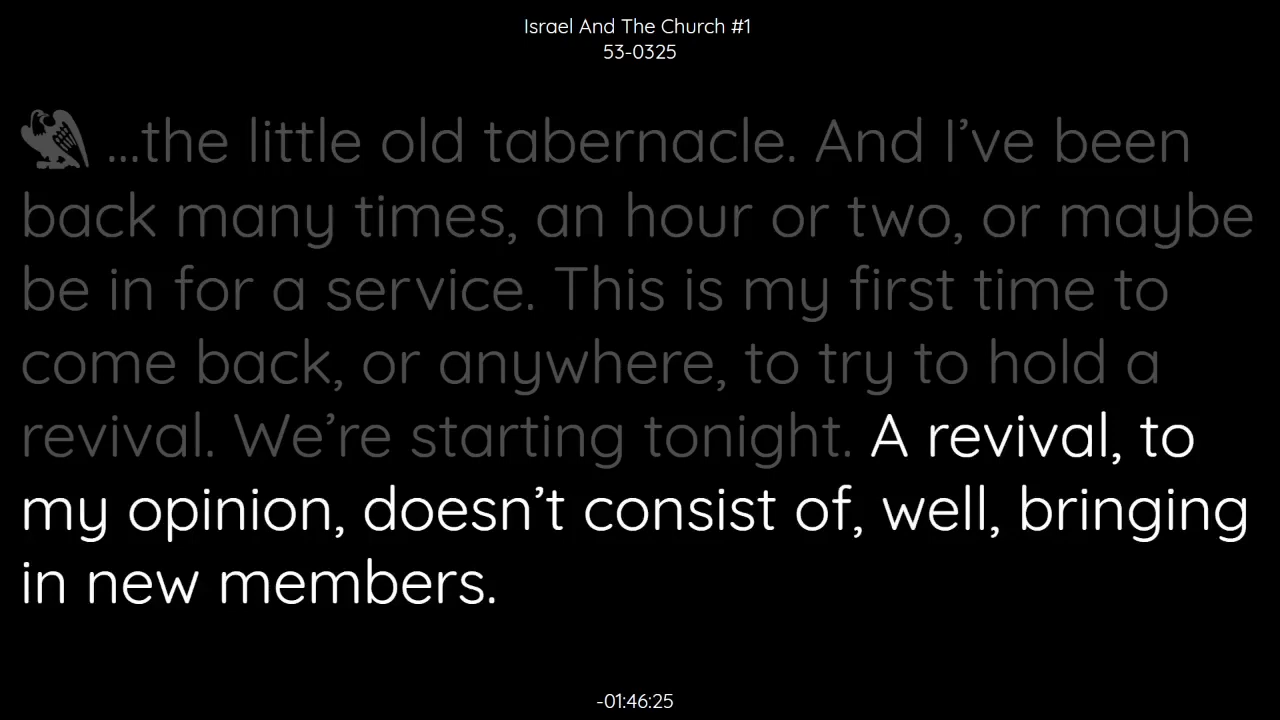 Israel And The Church #1
53-0325
...the little old tabernacle. And I’ve been
back many times, an hour or two, or maybe
be in for a service. This is my first time to
come back, or anywhere, to try to hold a
revival. We’re starting tonight. A revival, to
my opinion, doesn’t consist of, well, bringing
in new members.
-01:46:25